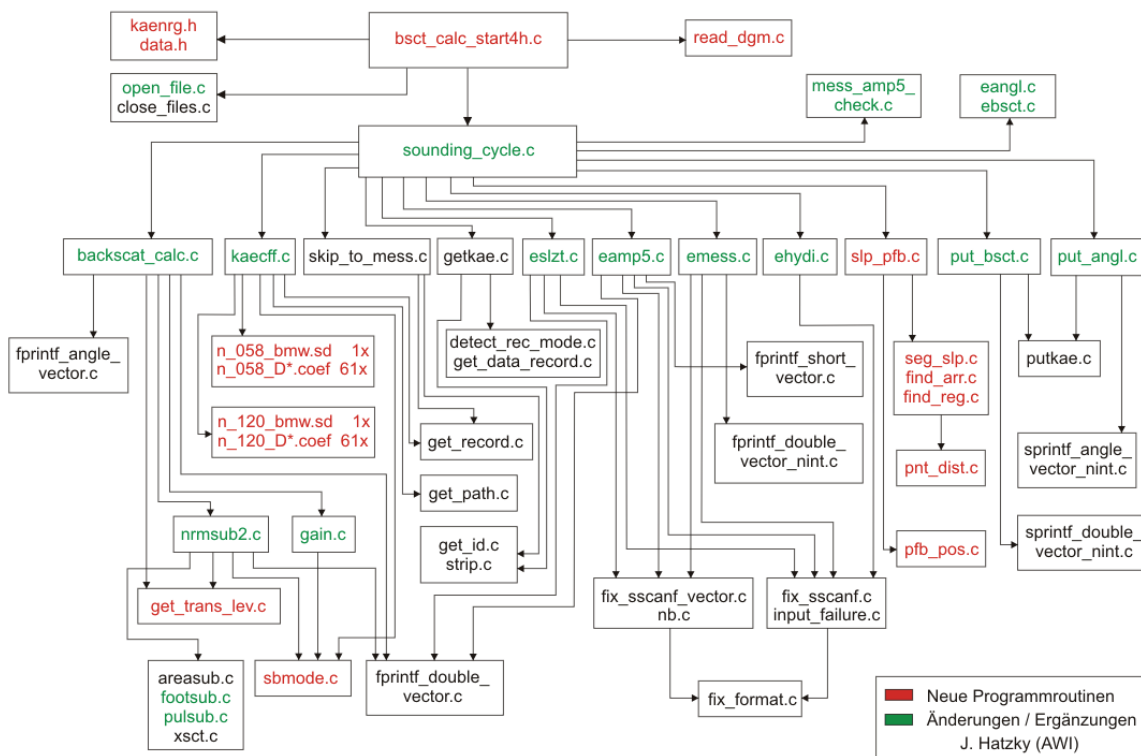 kaenrg.h
data.h
bsct_calc_start4h.c
read_dgm.c
open_file.c
close_files.c
mess_amp5_
check.c
eangl.c
ebsct.c
sounding_cycle.c
backscat_calc.c
kaecff.c
skip_to_mess.c
getkae.c
eslzt.c
eamp5.c
emess.c
ehydi.c
slp_pfb.c
put_bsct.c
put_angl.c
fprintf_angle_
vector.c
n_058_bmw.sd 1x
n_058_D*.coef 61x
detect_rec_mode.c
get_data_record.c
fprintf_short_
vector.c
seg_slp.c
find_arr.c
find_reg.c
putkae.c
n_120_bmw.sd 1x
n_120_D*.coef 61x
get_record.c
fprintf_double_
vector_nint.c
pnt_dist.c
sprintf_angle_
vector_nint.c
get_path.c
nrmsub2.c
gain.c
get_id.c
strip.c
pfb_pos.c
sprintf_double_
vector_nint.c
get_trans_lev.c
fix_sscanf_vector.c
nb.c
fix_sscanf.c
input_failure.c
areasub.c
footsub.c
pulsub.c
xsct.c
sbmode.c
fprintf_double_
vector.c
fix_format.c
Neue Programmroutinen
Änderungen / Ergänzungen
J. Hatzky (AWI)